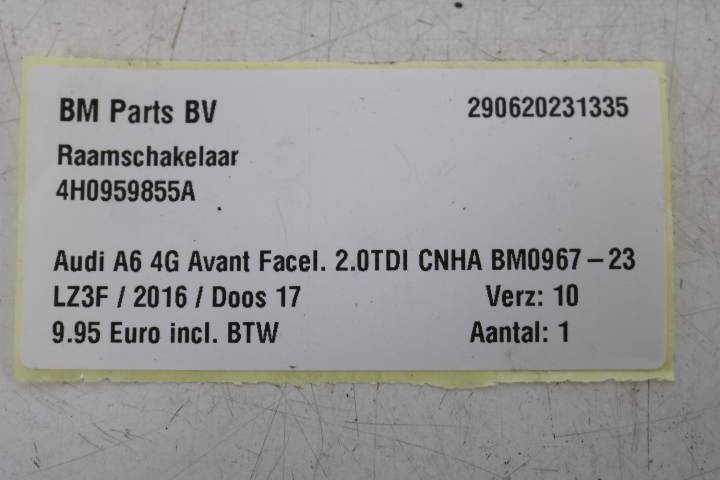 BM Parts BV 290620231335
Raamschakelaar
4H0959855A
Audi A6 4G Avant Facel. 2.0TDI CNHA BM0967-23
LZ3F / 2016 / Doos 17 Verz: 10
9.95 Euro incl. BTW Aantal: 1